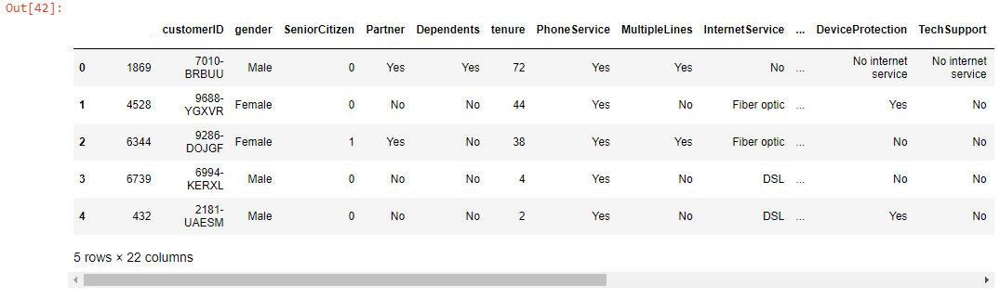 Out[42]:
customerID gender SeniorCitizen Partner Dependents tenure PhoneService MultipleLines InternetService ... DeviceProtection TechSupport
0 1869 7010-BRBUU Male 0 Yes Yes 72 Yes Yes No ... No internet service No internet service
1 4528 9688-YGXVR Female 0 No No 44 Yes No Fiber optic ... Yes No
2 6344 9286-DOJGF Female 1 Yes No 38 Yes Yes Fiber optic ... No No
3 6739 6994-KERXL Male 0 No No 4 Yes No DSL ... No No
4 432 2181-UAESM Male 0 No No 2 Yes No DSL ... Yes No
5 rows × 22 columns